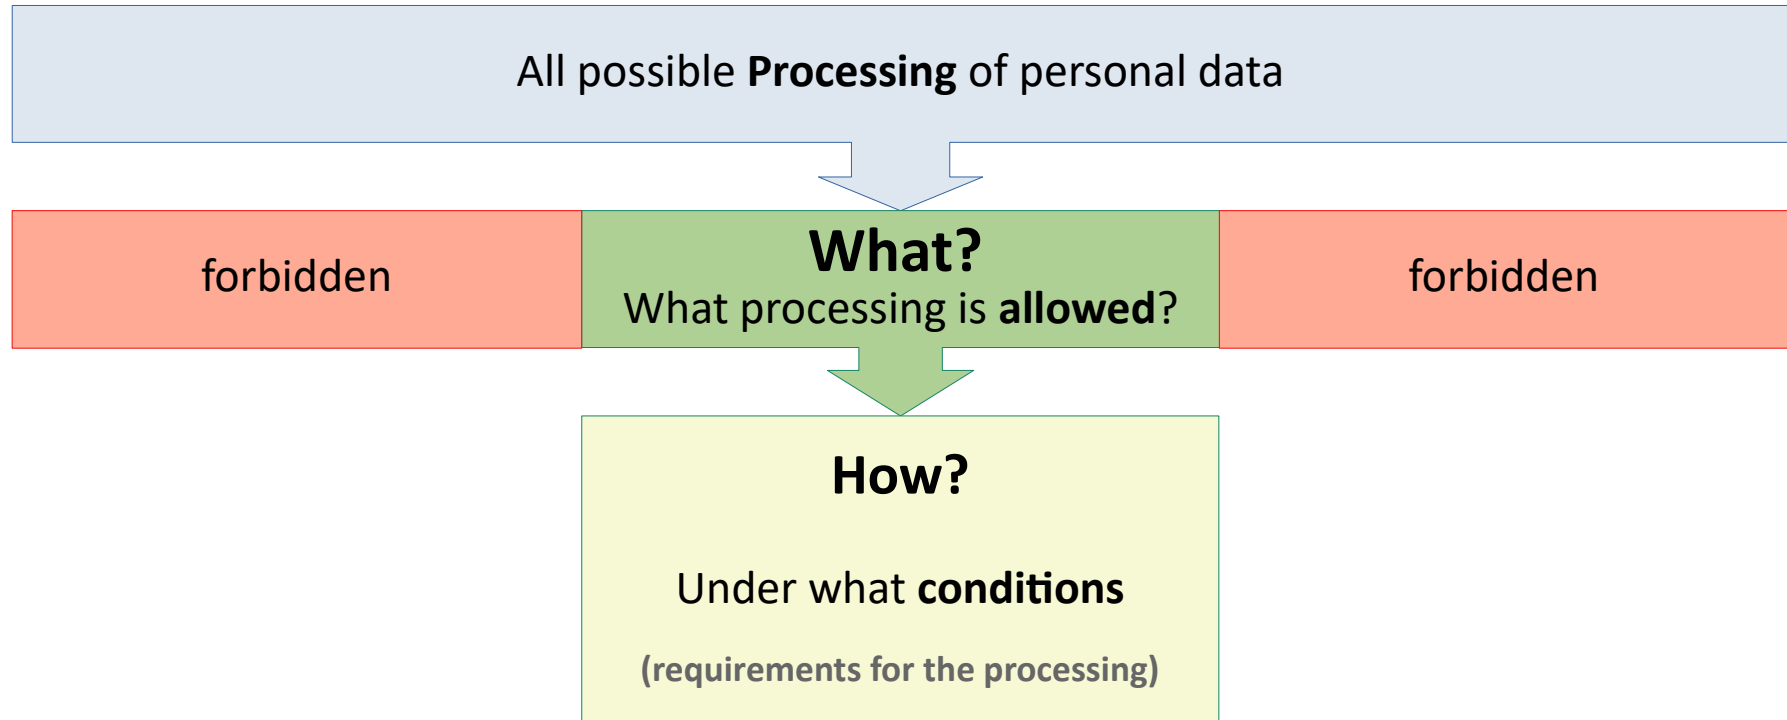 All possible Processing of personal data
forbidden
What?
What processing is allowed?
forbidden
How?
Under what conditions
(requirements for the processing)